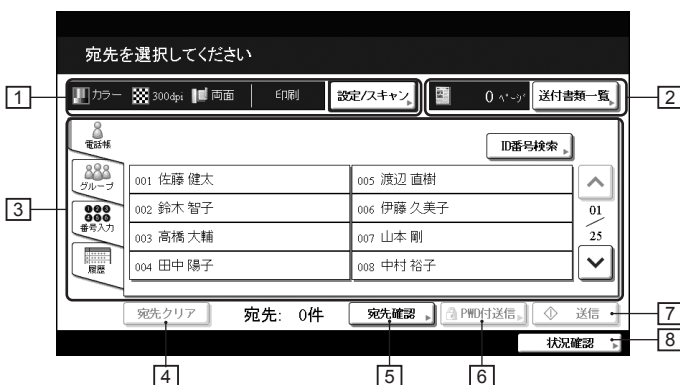 宛先を選択してください
1 カラー 300dpi 両面 印刷 設定/スキャン 0 ページ 送付書類一覧 2
電話帳 ID番号検索
グループ 001 佐藤 健太 005 渡辺 直樹
3 番号入力 002 鈴木 智子 006 伊藤 久美子 01
003 高橋 大輔 007 山本 剛 25
履歴 004 田中 陽子 008 中村 裕子
宛先クリア 宛先: 0件 宛先確認 PWD付送信 送信 7
状況確認 8
4 5 6